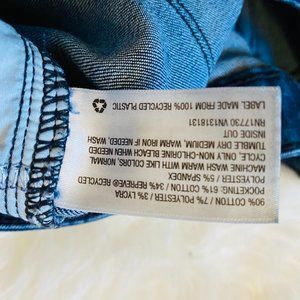 90% COTTON / 7% POLYESTER / 3% LYCRA
POCKETING 61% COTTON / 34% REPREVE® RECYCLED
POLYESTER / 5% SPANDEX
MACHINE WASH WARM WITH LIKE COLORS, NORMAL
CYCLE, ONLY NON-CHLORINE BLEACH WHEN NEEDED,
TUMBLE DRY MEDIUM, WARM IRON IF NEEDED, WASH
INSIDE OUT
RN17730 WN118131
LABEL MADE FROM 100% RECYCLED PLASTIC